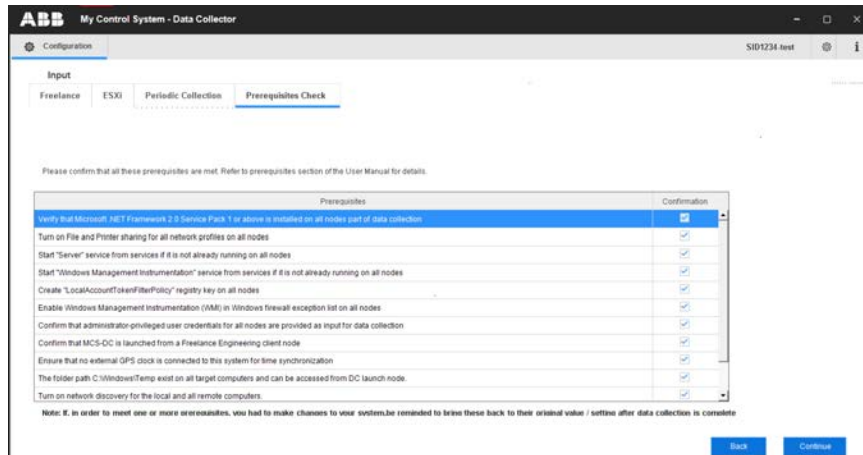 ABB My Control System - Data Collector
Configuration SID1234-test
Input
Freelance ESXi Periodic Collection Prerequisites Check
Please confirm that all these prerequisites are met. Refer to prerequisites section of the User Manual for details.
Prerequisites Confirmation
Verify that Microsoft .NET Framework 2.0 Service Pack 1 or above is installed on all nodes part of data collection
Turn on File and Printer sharing for all network profiles on all nodes
Start "Server" service from services if it is not already running on all nodes
Start "Windows Management Instrumentation" service from services if it is not already running on all nodes
Create "LocalAccountTokenFilterPolicy" registry key on all nodes
Enable Windows Management Instrumentation (WMI) in Windows firewall exception list on all nodes
Confirm that administrator-privileged user credentials for all nodes are provided as input for data collection
Confirm that MCS-DC is launched from a Freelance Engineering client node
Ensure that no external GPS clock is connected to this system for time synchronization
The folder path C:\Windows\Temp exist on all target computers and can be accessed from DC launch node.
Turn on network discovery for the local and all remote computers.
Note: If, in order to meet one or more prerequisites, you had to make changes to your system,be reminded to bring these back to their original value / setting after data collection is complete
Back Continue